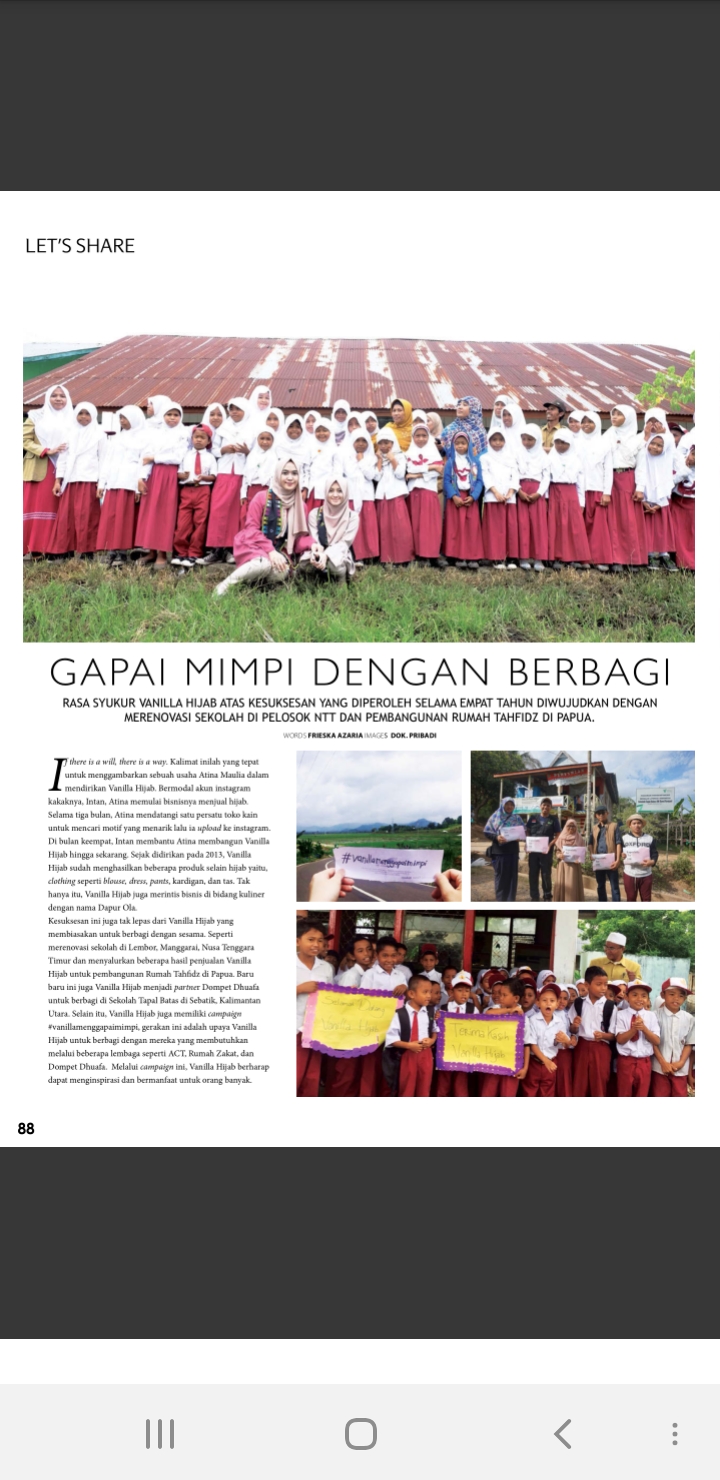 LET'S SHARE
GAPAI MIMPI DENGAN BERBAGI
RASA SYUKUR VANILLA HIJAB ATAS KESUKSESAN YANG DIPEROLEH SELAMA EMPAT TAHUN DIWUJUDKAN DENGAN
MERENOVASI SEKOLAH DI PELOSOK NTT DAN PEMBANGUNAN RUMAH TAHFIDZ DI PAPUA.
WORDS FRIESKA AZARIA IMAGES DOK. PRIBADI
If there is a will, there is a way. Kalimat inilah yang tepat
untuk menggambarkan sebuah usaha Atina Maulia dalam
mendirikan Vanilla Hijab. Bermodal akun instagram
kakaknya, Intan, Atina memulai bisnisnya menjual hijab.
Selama tiga bulan, Atina mendatangi satu persatu toko kain
untuk mencari motif yang menarik lalu ia upload ke instagram.
Di bulan keempat, Intan membantu Atina membangun Vanilla
Hijab hingga sekarang. Sejak didirikan pada 2013, Vanilla
Hijab sudah menghasilkan beberapa produk selain hijab yaitu,
clothing seperti blouse, dress, pants, kardigan, dan tas. Tak
hanya itu, Vanilla Hijab juga merintis bisnis di bidang kuliner
dengan nama Dapur Ola.
Kesuksesan ini juga tak lepas dari Vanilla Hijab yang
membiasakan untuk berbagi dengan sesama. Seperti
merenovasi sekolah di Lembor, Manggarai, Nusa Tenggara
Timur dan menyalurkan beberapa hasil penjualan Vanilla
Hijab untuk pembangunan Rumah Tahfidz di Papua. Baru
baru ini juga Vanilla Hijab menjadi partner Dompet Dhuafa
untuk berbagi di Sekolah Tapal Batas di Sebatik, Kalimantan
Utara. Selain itu, Vanilla Hijab juga memiliki campaign
#vanillamenggapaimimpi, gerakan ini adalah upaya Vanilla
Hijab untuk berbagi dengan mereka yang membutuhkan
melalui beberapa lembaga seperti ACT, Rumah Zakat, dan
Dompet Dhuafa. Melalui campaign ini, Vanilla Hijab berharap
dapat menginspirasi dan bermanfaat untuk orang banyak.
Terima Kasih
Vanilla Hijab
88